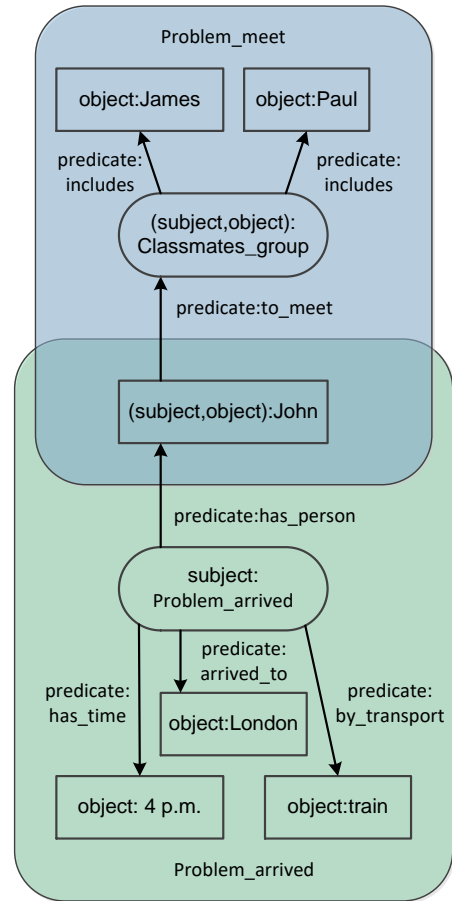 Problem_meet
object:James
object:Paul
predicate:
includes
predicate:
includes
(subject,object):
Classmates_group
predicate:to_meet
(subject,object):John
predicate:has_person
subject:
Problem_arrived
predicate:
has_time
predicate:
arrived_to
predicate:
by_transport
object:London
object: 4 p.m.
object:train
Problem_arrived